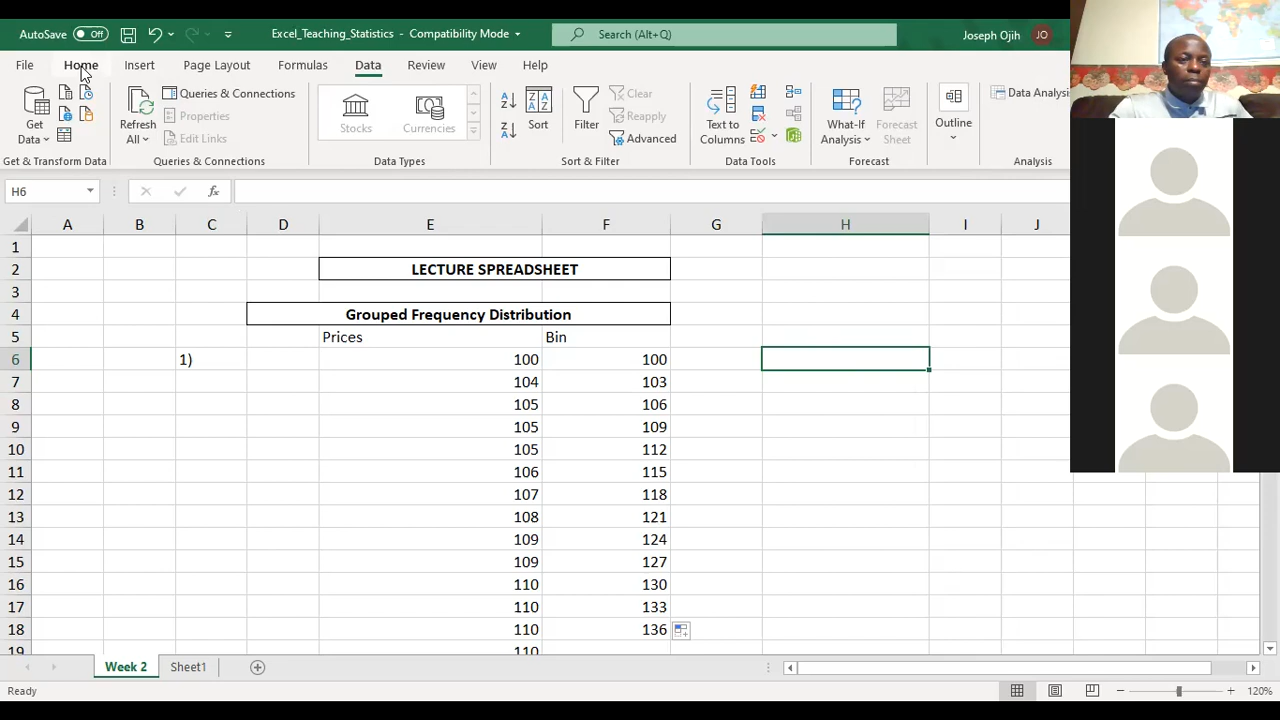 AutoSave Off Excel_Teaching_Statistics - Compatibility Mode Search (Alt+Q) Joseph Ojih JO
File Home Insert Page Layout Formulas Data Review View Help
Get Data
Refresh All
Queries & Connections
Properties
Edit Links
Stocks Currencies
Sort
Filter
Clear
Reapply
Advanced
Text to Columns
What-If Analysis
Forecast Sheet
Outline
Data Analysis
Get & Transform Data Queries & Connections Data Types Sort & Filter Data Tools Forecast Analysis
H6 fx
A B C D E F G H I J
1
2 LECTURE SPREADSHEET
3
4 Grouped Frequency Distribution
5 Prices Bin
6 1) 100 100
7 104 103
8 105 106
9 105 109
10 105 112
11 106 115
12 107 118
13 108 121
14 109 124
15 109 127
16 110 130
17 110 133
18 110 136
19 110
Week 2 Sheet1
Ready 120%